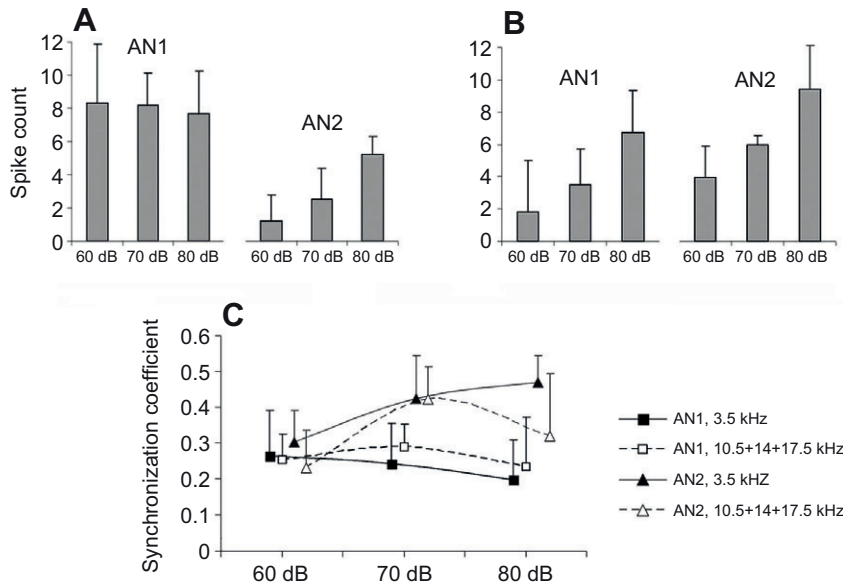 A
B
AN1
AN2
AN1
AN2
Spike count
12
10
8
6
4
2
0
12
10
8
6
4
2
0
60 dB 70 dB 80 dB
60 dB 70 dB 80 dB
60 dB 70 dB 80 dB
60 dB 70 dB 80 dB
C
Synchronization coefficient
0.6
0.5
0.4
0.3
0.2
0.1
0
60 dB 70 dB 80 dB
AN1, 3.5 kHz
AN1, 10.5+14+17.5 kHz
AN2, 3.5 kHZ
AN2, 10.5+14+17.5 kHz